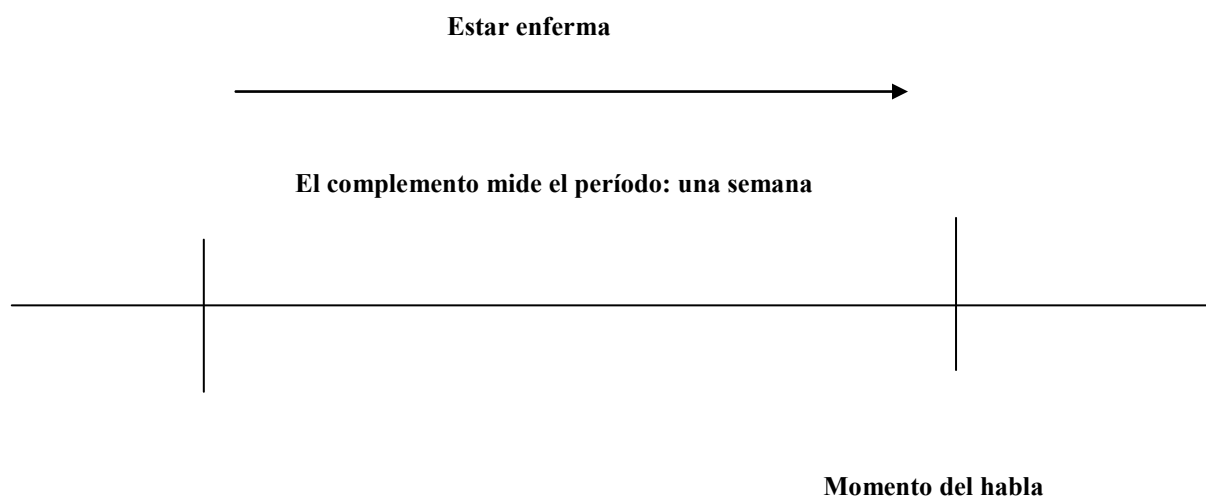 Estar enferma
El complemento mide el período: una semana
Momento del habla